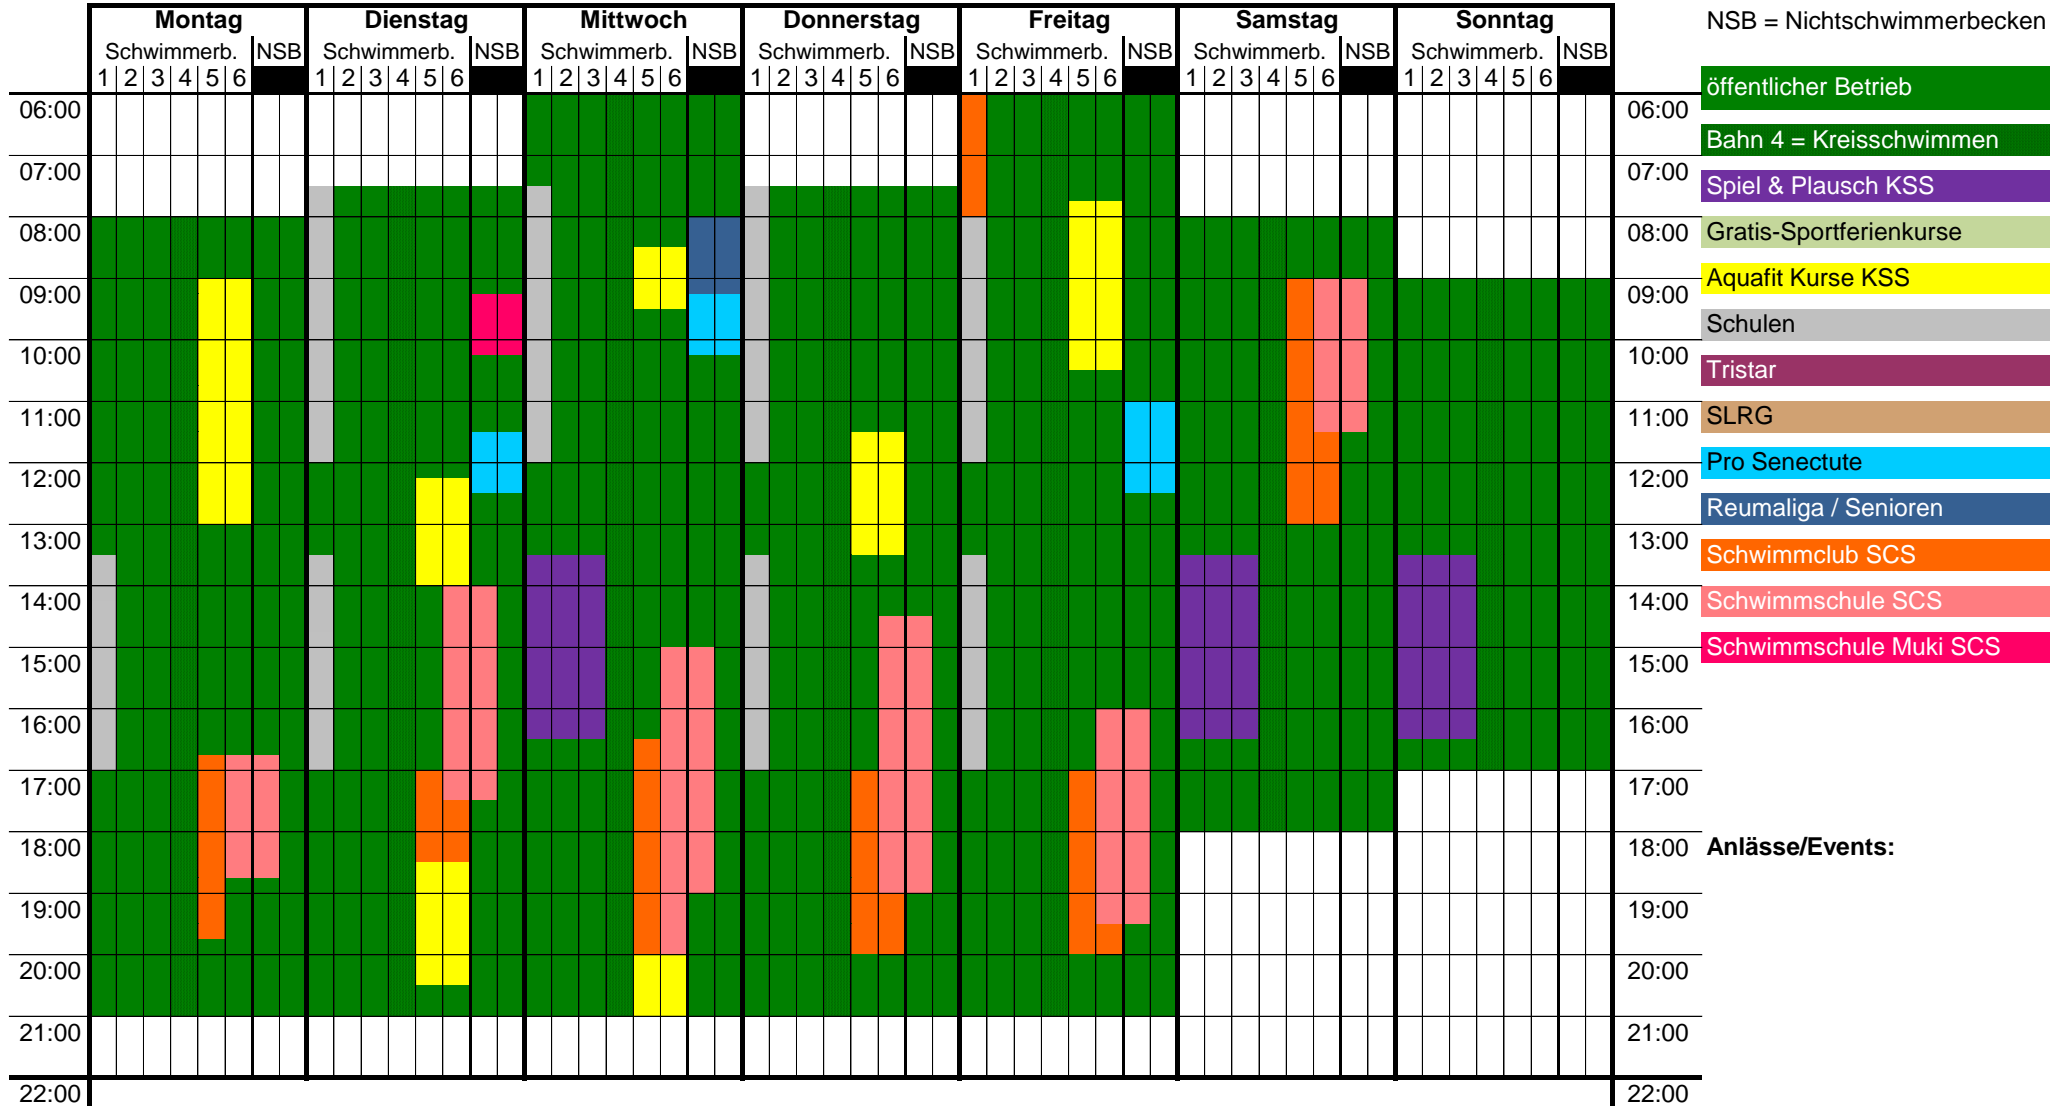 Montag Dienstag Mittwoch Donnerstag Freitag Samstag Sonntag
NSB = Nichtschwimmerbecken
Schwimmerb. NSB Schwimmerb. NSB Schwimmerb. NSB Schwimmerb. NSB Schwimmerb. NSB Schwimmerb. NSB Schwimmerb. NSB
1 2 3 4 5 6 1 2 3 4 5 6 1 2 3 4 5 6 1 2 3 4 5 6 1 2 3 4 5 6 1 2 3 4 5 6 1 2 3 4 5 6
öffentlicher Betrieb
06:00 06:00
Bahn 4 = Kreisschwimmen
07:00 07:00
Spiel & Plausch KSS
08:00 08:00
Gratis-Sportferienkurse
Aquafit Kurse KSS
09:00 09:00
Schulen
10:00 10:00
Tristar
11:00 11:00
SLRG
Pro Senectute
12:00 12:00
Reumaliga / Senioren
13:00 13:00
Schwimmclub SCS
14:00 14:00
Schwimmschule SCS
Schwimmschule Muki SCS
15:00 15:00
16:00 16:00
17:00 17:00
18:00 18:00
Anlässe/Events:
19:00 19:00
20:00 20:00
21:00 21:00
22:00 22:00